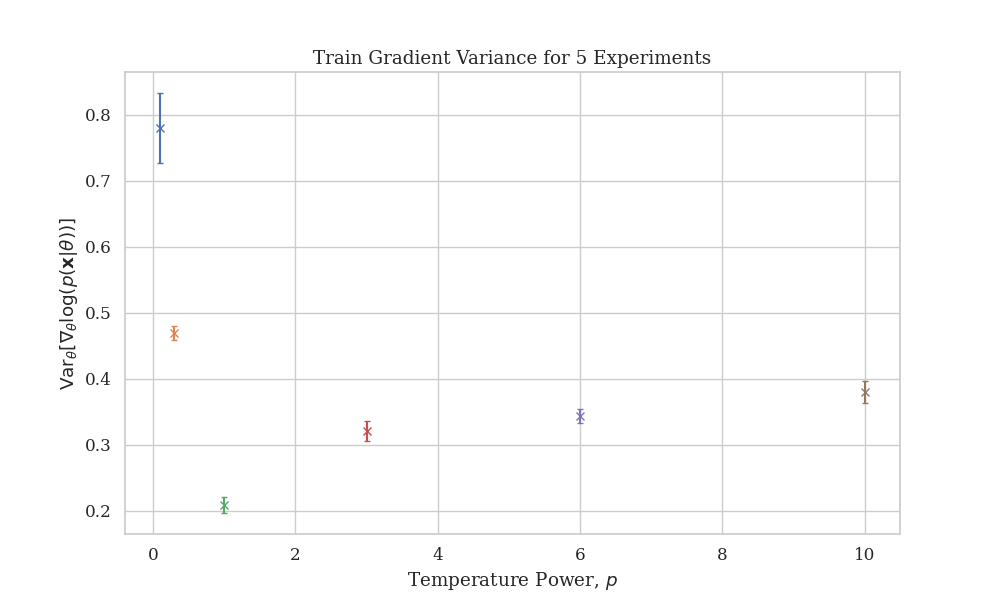 Train Gradient Variance for 5 Experiments
Var_θ[∇_θ log(p(𝐱|θ))]
0.8
0.7
0.6
0.5
0.4
0.3
0.2
0 2 4 6 8 10
Temperature Power, p